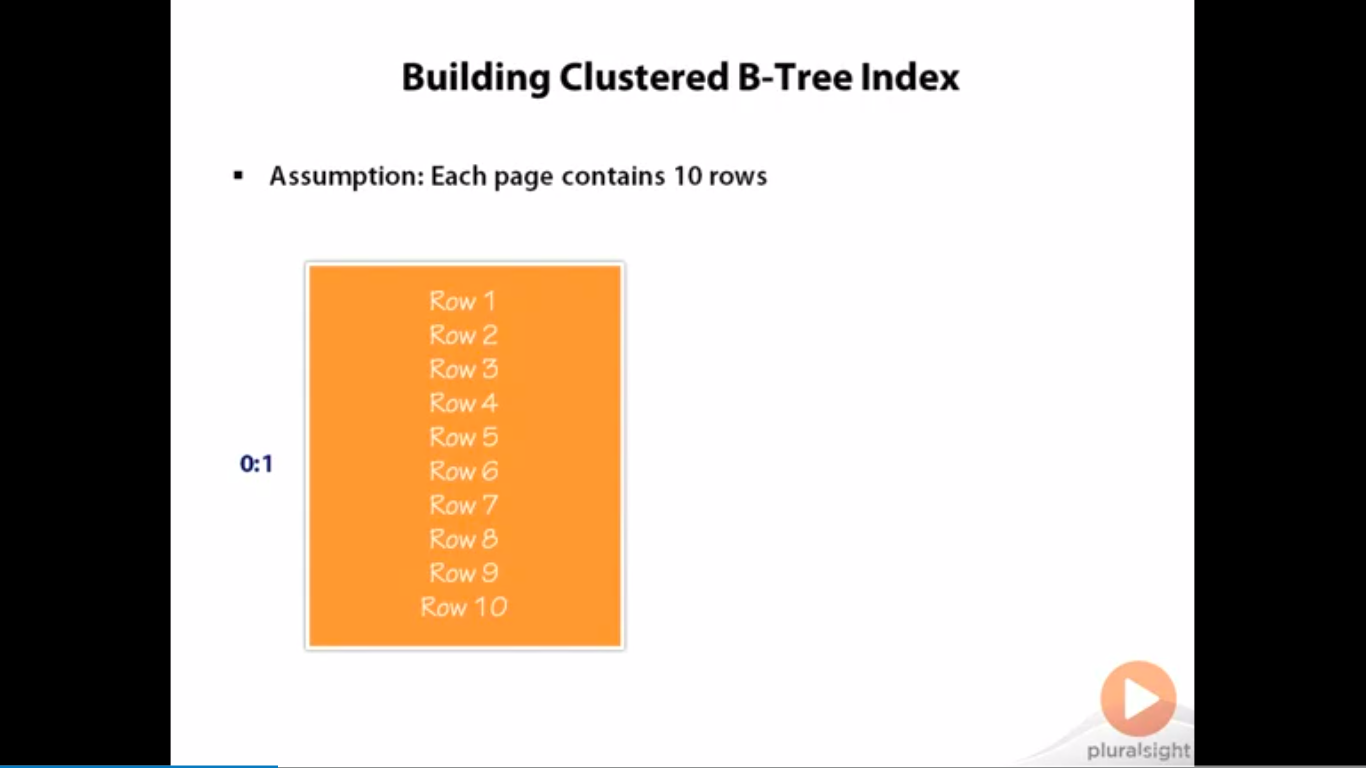 Building Clustered B-Tree Index
▪ Assumption: Each page contains 10 rows
Row 1
Row 2
Row 3
Row 4
Row 5
0:1
Row 6
Row 7
Row 8
Row 9
Row 10
pluralsight